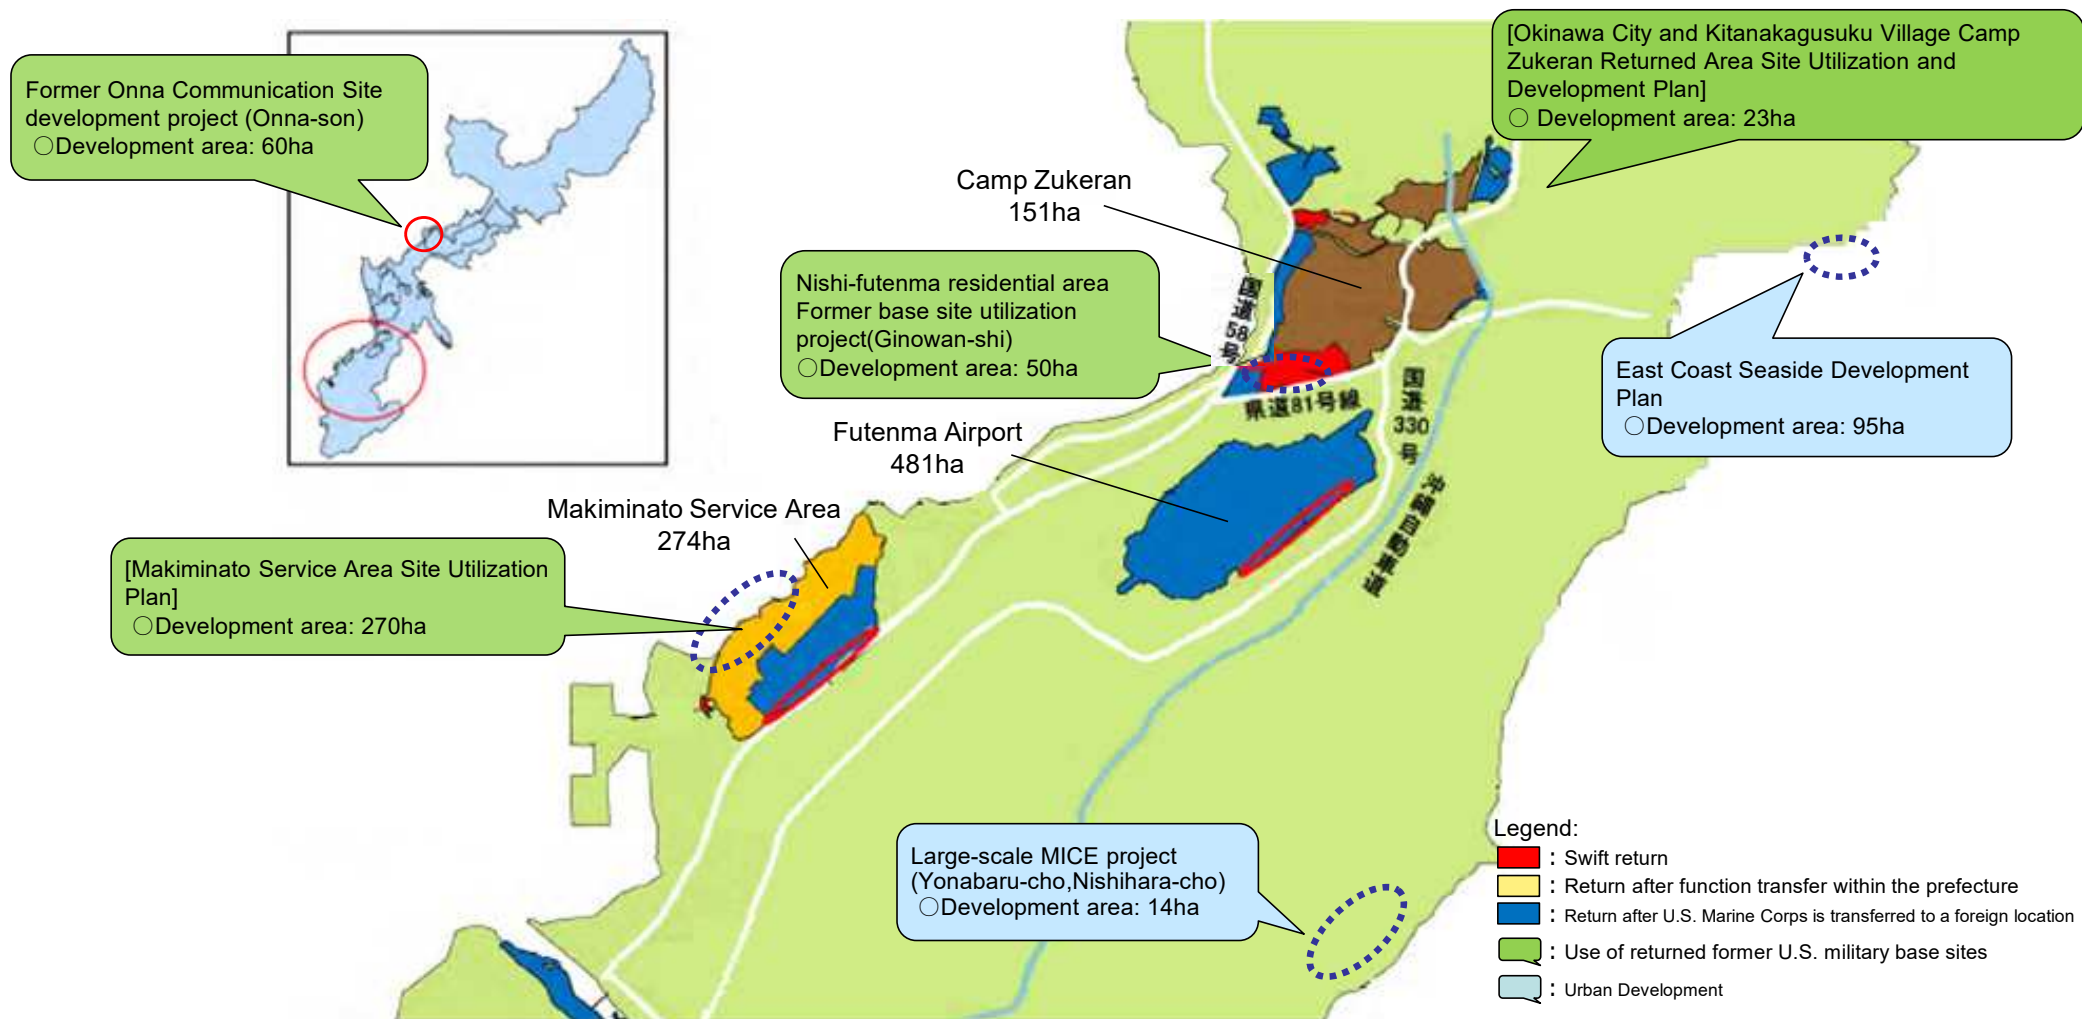 Former Onna Communication Site
development project (Onna-son)
○Development area: 60ha
[Okinawa City and Kitanakagusuku Village Camp
Zukeran Returned Area Site Utilization and
Development Plan]
○ Development area: 23ha
Camp Zukeran
151ha
Nishi-futenma residential area
Former base site utilization
project(Ginowan-shi)
○Development area: 50ha
国道58号
East Coast Seaside Development
Plan
○Development area: 95ha
県道81号線
国道330号
Futenma Airport
481ha
沖縄自動車道
Makiminato Service Area
274ha
[Makiminato Service Area Site Utilization
Plan]
○Development area: 270ha
Large-scale MICE project
(Yonabaru-cho,Nishihara-cho)
○Development area: 14ha
Legend:
: Swift return
: Return after function transfer within the prefecture
: Return after U.S. Marine Corps is transferred to a foreign location
: Use of returned former U.S. military base sites
: Urban Development